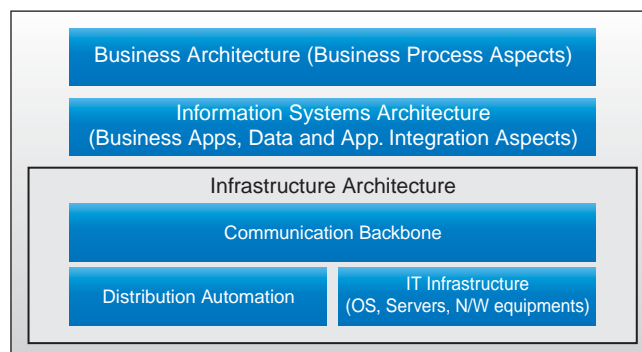 Business Architecture (Business Process Aspects)
Information Systems Architecture
(Business Apps, Data and App. Integration Aspects)
Infrastructure Architecture
Communication Backbone
Distribution Automation
IT Infrastructure
(OS, Servers, N/W equipments)